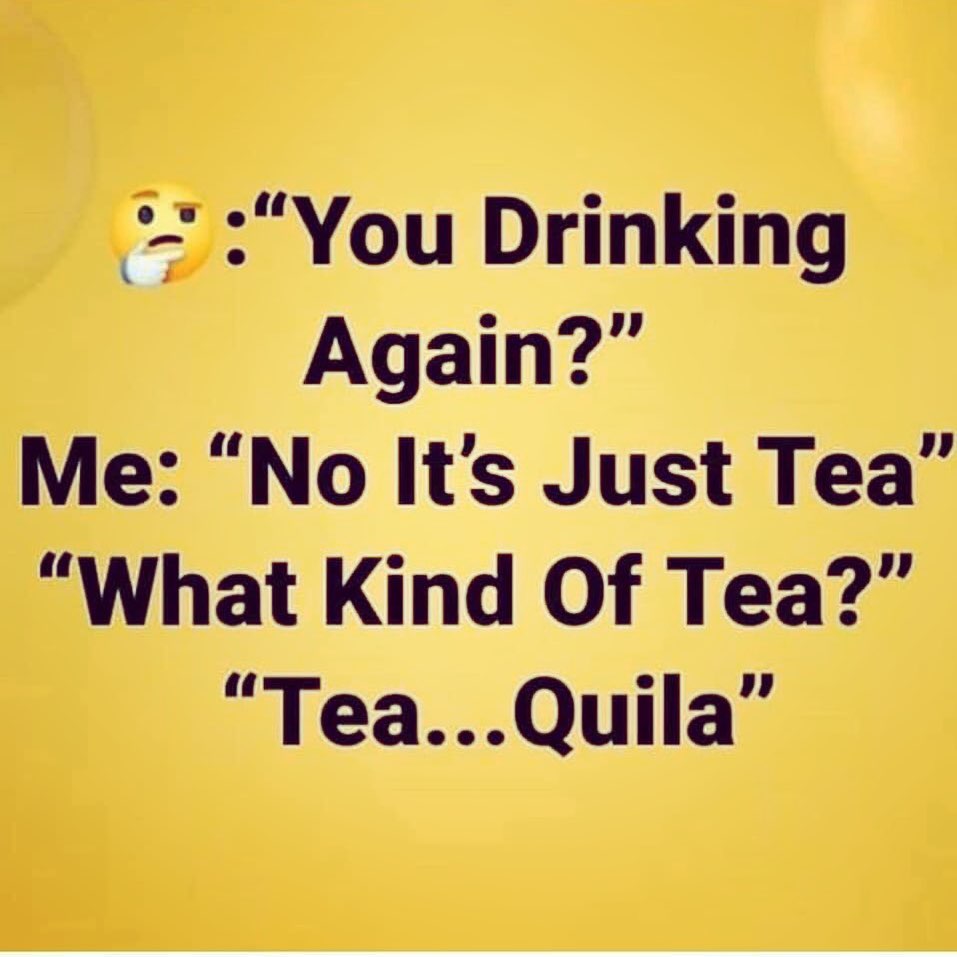 🤔:“You Drinking
Again?”
Me: “No It’s Just Tea”
“What Kind Of Tea?”
“Tea...Quila”